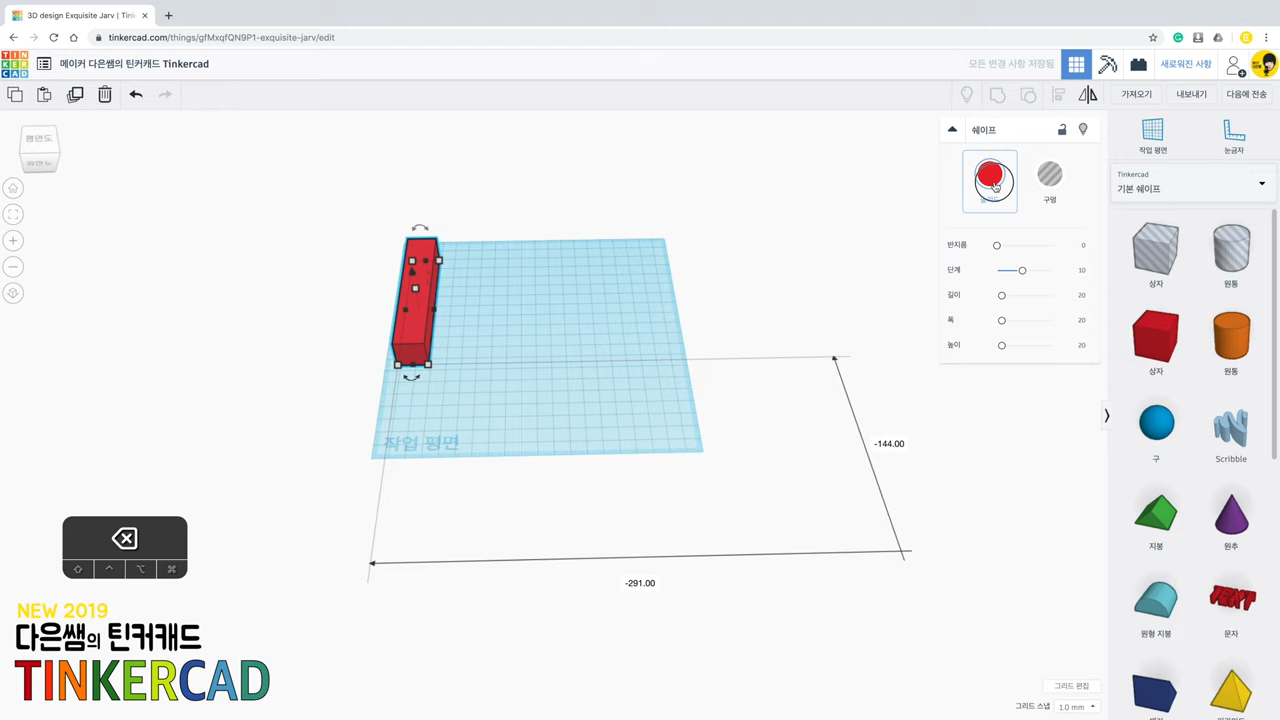 3D design Exquisite Jarv | Tink
tinkercad.com/things/gfMxqfQN9P1-exquisite-jarv/edit
TIN
KER
CAD
메이커 다은쌤의 틴커캐드 Tinkercad
모든 변경 사항 저장됨
새로워진 사항
가져오기
내보내기
다음에 전송
평면도
쉐이프
구멍
반지름
0
단계
10
길이
20
폭
20
높이
20
작업 평면
눈금자
Tinkercad
기본 쉐이프
상자
원통
상자
원통
구
Scribble
지붕
원추
원형 지붕
문자
작업 평면
-144.00
-291.00
NEW 2019
다은쌤의 틴커캐드
TINKERCAD
그리드 편집
그리드 스냅
1.0 mm